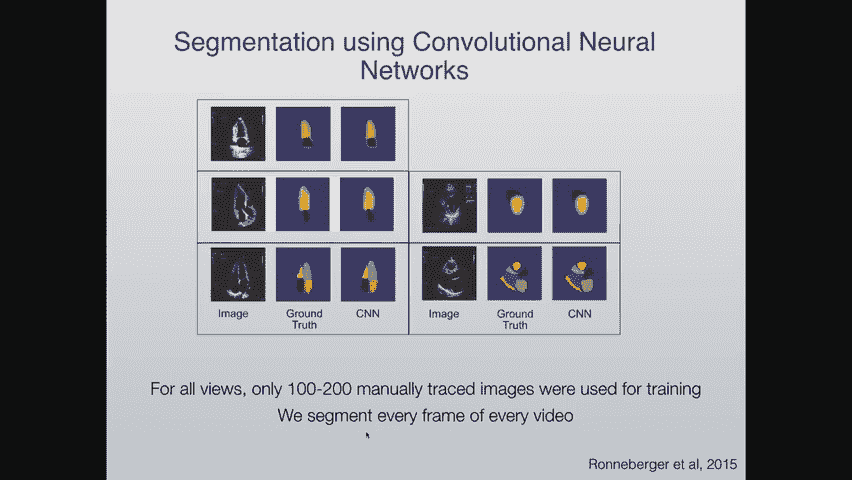 Segmentation using Convolutional Neural
Networks
Image
Ground
Truth
CNN
Image
Ground
Truth
CNN
For all views, only 100-200 manually traced images were used for training
We segment every frame of every video
Ronneberger et al, 2015